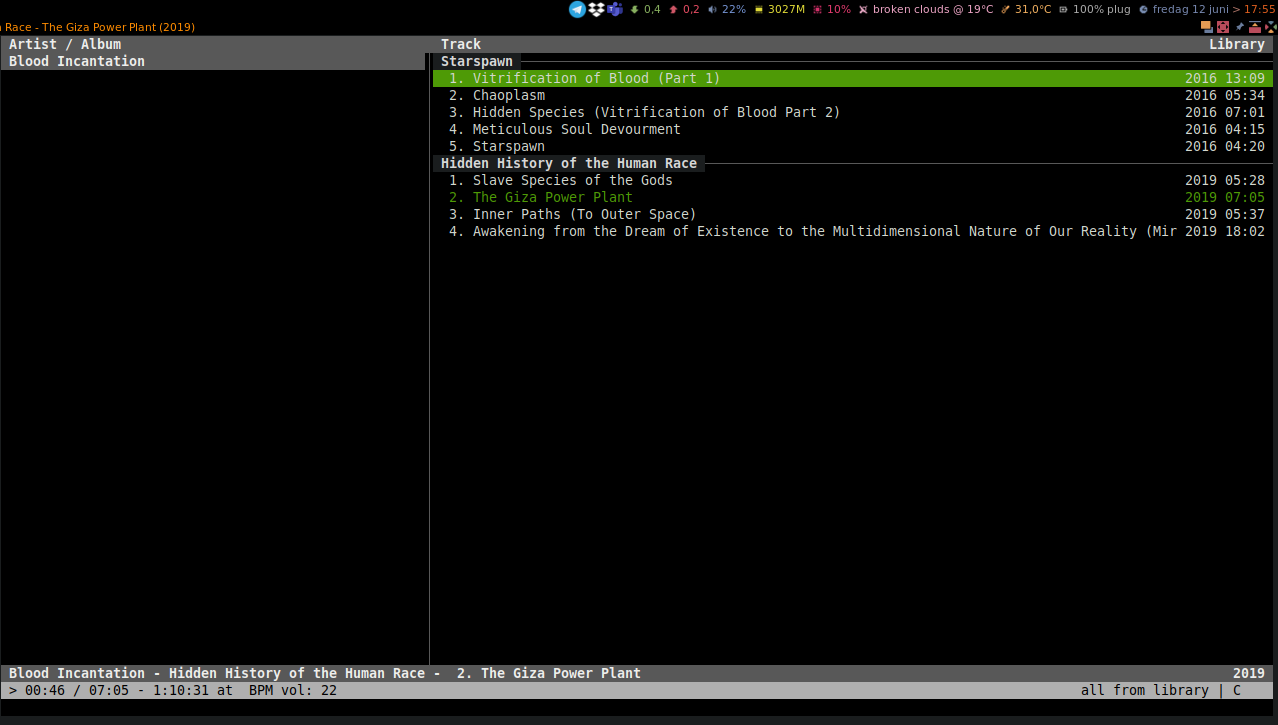 0,4 0,2 22% 3027M 10% broken clouds @ 19°C 31,0°C 100% plug fredag 12 juni > 17:55
Race - The Giza Power Plant (2019)
Artist / Album Track Library
Blood Incantation Starspawn
1. Vitrification of Blood (Part 1) 2016 13:09
2. Chaoplasm 2016 05:34
3. Hidden Species (Vitrification of Blood Part 2) 2016 07:01
4. Meticulous Soul Devourment 2016 04:15
5. Starspawn 2016 04:20
Hidden History of the Human Race
1. Slave Species of the Gods 2019 05:28
2. The Giza Power Plant 2019 07:05
3. Inner Paths (To Outer Space) 2019 05:37
4. Awakening from the Dream of Existence to the Multidimensional Nature of Our Reality (Mir 2019 18:02
Blood Incantation - Hidden History of the Human Race - 2. The Giza Power Plant 2019
> 00:46 / 07:05 - 1:10:31 at BPM vol: 22 all from library | C